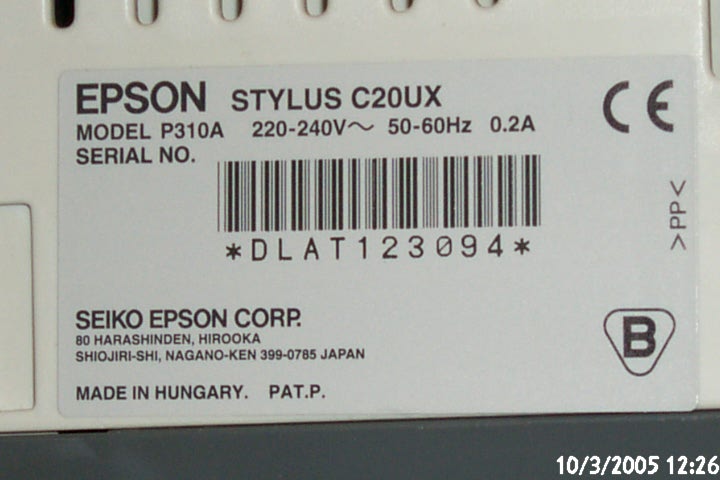 EPSON STYLUS C20UX
MODEL P310A 220-240V～ 50-60Hz 0.2A
SERIAL NO.
*DLAT123094*
CE
>PP<
SEIKO EPSON CORP.
80 HARASHINDEN, HIROOKA
SHIOJIRI-SHI, NAGANO-KEN 399-0785 JAPAN
B
MADE IN HUNGARY. PAT.P.
10/3/2005 12:26